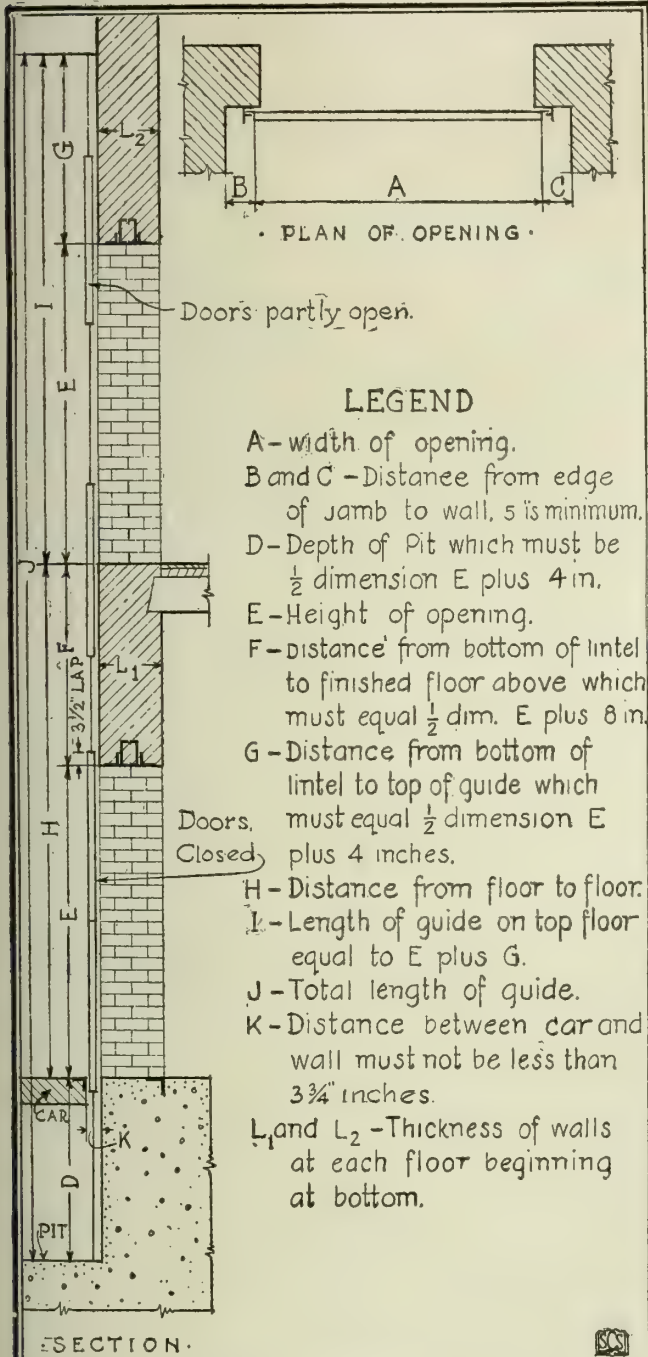 G
L2
B
A
C
· PLAN OF OPENING ·
I
E
Doors partly open.
LEGEND
A-width of opening.
B and C-Distance from edge
of Jamb to wall, 5 is minimum.
D-Depth of Pit which must be
½ dimension E plus 4 in.
E-Height of opening.
F-Distance from bottom of lintel
to finished floor above which
must equal ½ dim. E plus 8 in.
G-Distance from bottom of
lintel to top of guide which
must equal ½ dimension E
plus 4 inches.
H-Distance from floor to floor.
I-Length of guide on top floor
equal to E plus G.
J-Total length of guide.
K-Distance between car and
wall must not be less than
3¾" inches.
L1 and L2-Thickness of walls
at each floor beginning
at bottom.
J
F
L1
3½" LAP
H
Doors,
Closed
E
CAR
K
D
PIT
SECTION·
SCS